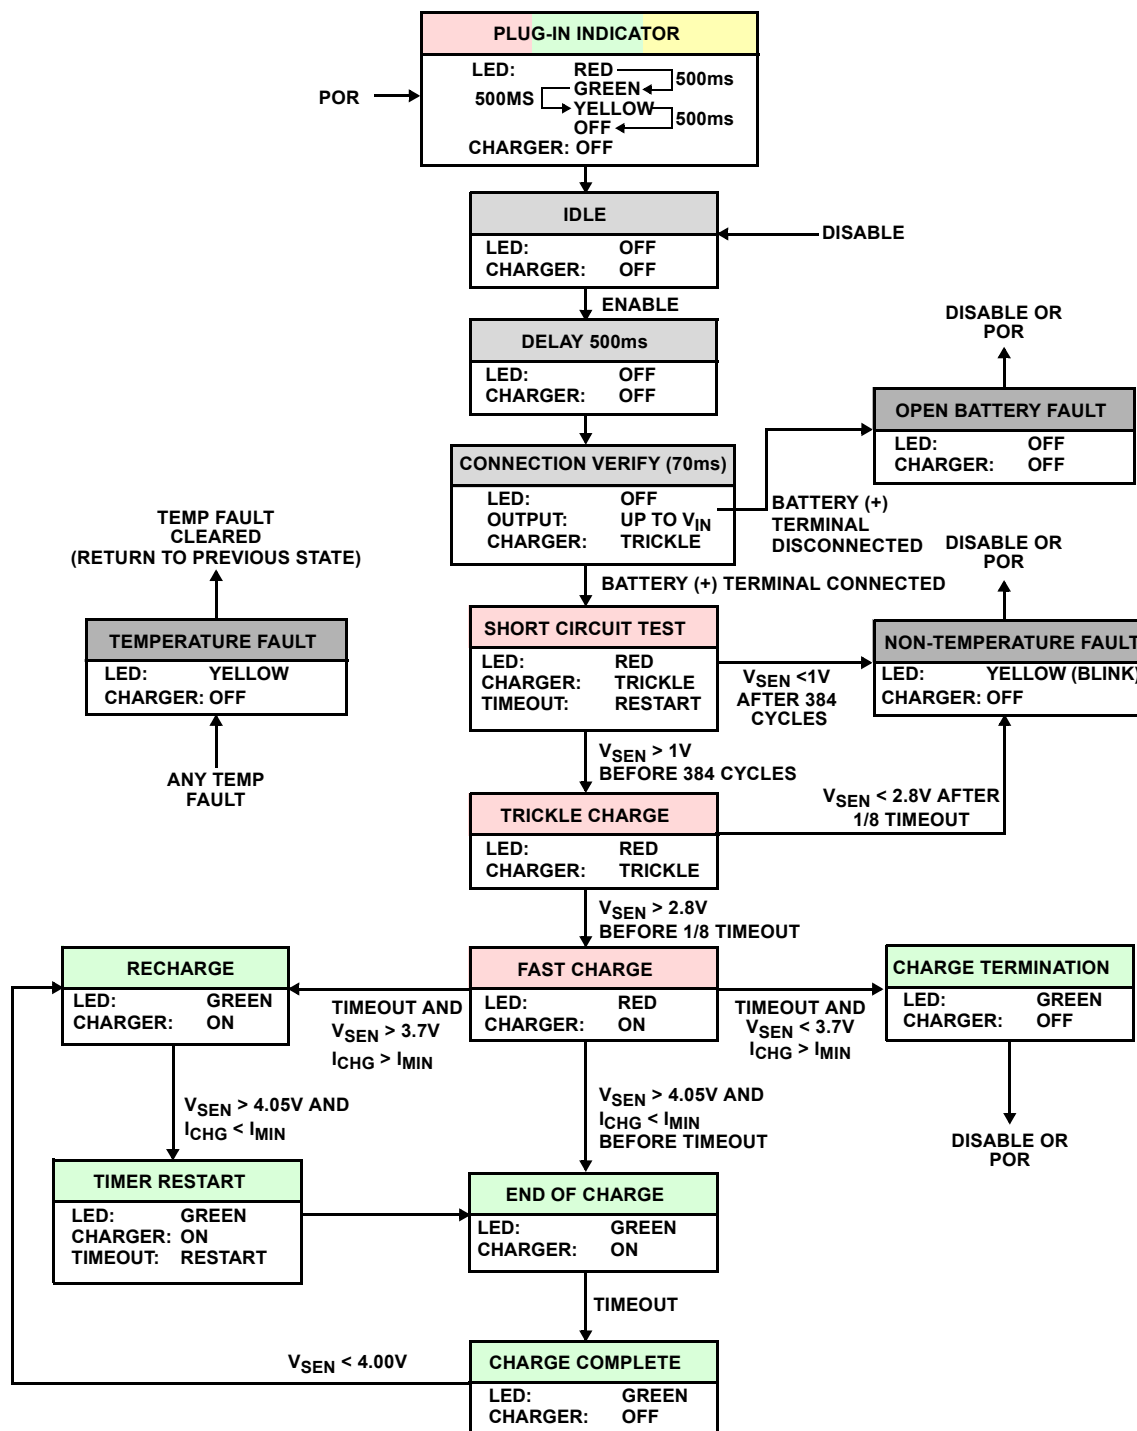 PLUG-IN INDICATOR
LED: RED
500ms
GREEN
500MS
YELLOW
500ms
OFF
CHARGER: OFF
POR
IDLE
LED: OFF
CHARGER: OFF
DISABLE
ENABLE
DELAY 500ms
LED: OFF
CHARGER: OFF
DISABLE OR
POR
OPEN BATTERY FAULT
LED: OFF
CHARGER: OFF
CONNECTION VERIFY (70ms)
LED: OFF
OUTPUT: UP TO VIN
CHARGER: TRICKLE
BATTERY (+)
TERMINAL
DISCONNECTED
BATTERY (+) TERMINAL CONNECTED
TEMP FAULT
CLEARED
(RETURN TO PREVIOUS STATE)
TEMPERATURE FAULT
LED: YELLOW
CHARGER: OFF
ANY TEMP
FAULT
SHORT CIRCUIT TEST
LED: RED
CHARGER: TRICKLE
TIMEOUT: RESTART
VSEN <1V
AFTER 384
CYCLES
DISABLE OR
POR
NON-TEMPERATURE FAULT
LED: YELLOW (BLINK)
CHARGER: OFF
VSEN > 1V
BEFORE 384 CYCLES
VSEN < 2.8V AFTER
1/8 TIMEOUT
TRICKLE CHARGE
LED: RED
CHARGER: TRICKLE
VSEN > 2.8V
BEFORE 1/8 TIMEOUT
RECHARGE
LED: GREEN
CHARGER: ON
TIMEOUT AND
VSEN > 3.7V
ICHG > IMIN
FAST CHARGE
LED: RED
CHARGER: ON
TIMEOUT AND
VSEN < 3.7V
ICHG > IMIN
CHARGE TERMINATION
LED: GREEN
CHARGER: OFF
DISABLE OR
POR
VSEN > 4.05V AND
ICHG < IMIN
VSEN > 4.05V AND
ICHG < IMIN
BEFORE TIMEOUT
TIMER RESTART
LED: GREEN
CHARGER: ON
TIMEOUT: RESTART
END OF CHARGE
LED: GREEN
CHARGER: ON
TIMEOUT
VSEN < 4.00V
CHARGE COMPLETE
LED: GREEN
CHARGER: OFF